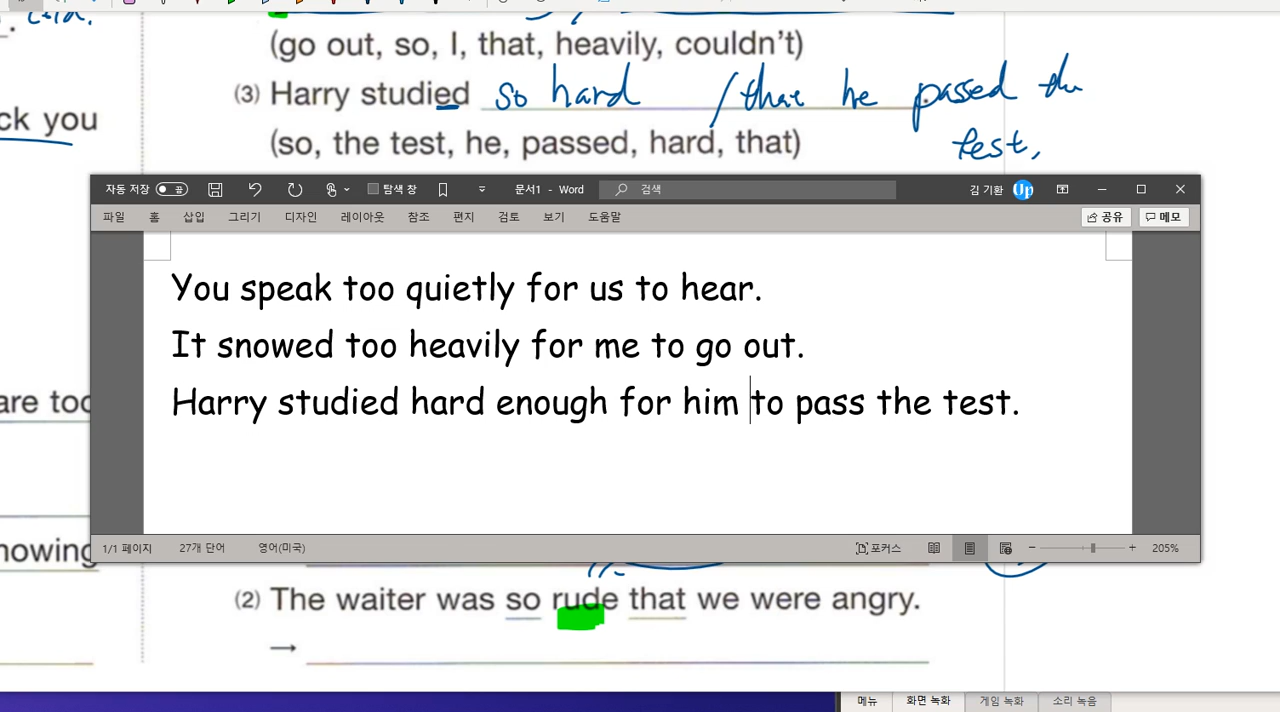 (go out, so, I, that, heavily, couldn't)
(3) Harry studied so hard / that he passed the
ck you
(so, the test, he, passed, hard, that)
test.
자동 저장 끔 탐색 창 문서1 - Word 검색 김 기환 Up
파일 홈 삽입 그리기 디자인 레이아웃 참조 편지 검토 보기 도움말 공유 메모
You speak too quietly for us to hear.
It snowed too heavily for me to go out.
are too
Harry studied hard enough for him to pass the test.
nowing
1/1 페이지 27개 단어 영어(미국) 포커스 205%
(2) The waiter was so rude that we were angry.
→
메뉴 화면 녹화 게임 녹화 소리 녹음